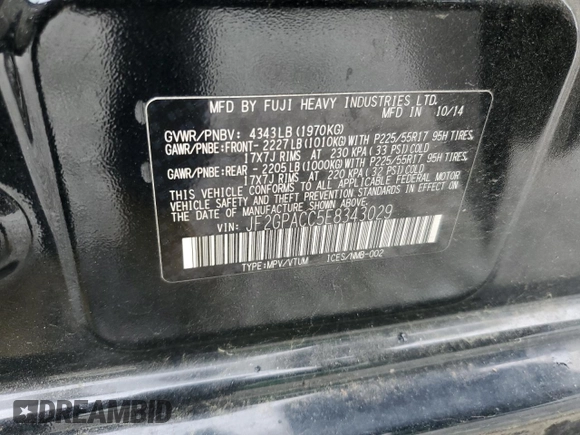 MFD BY FUJI HEAVY INDUSTRIES LTD.
MFD IN 10/14
GVWR/PNBV: 4343LB (1970KG)
GAWR/PNBE:FRONT-2227LB (1010KG) WITH P225/55R17 95H TIRES,
17X7J RIMS AT 230 KPA (33 PSI) COLD
GAWR/PNBE:REAR - 2205LB (1000KG) WITH P225/55R17 95H TIRES,
17X7J RIMS AT 220 KPA (32 PSI) COLD
THIS VEHICLE CONFORMS TO ALL APPLICABLE FEDERAL MOTOR
VEHICLE SAFETY AND THEFT PREVENTION STANDARDS IN EFFECT ON
THE DATE OF MANUFACTURE SHOWN ABOVE.
VIN: JF2GPACC5E8343029
TYPE:MPV/VTUM ICES/NMB-002
DREAMBID